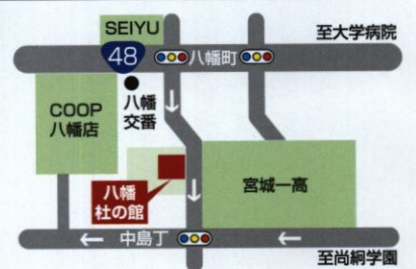 SEIYU
至大学病院
48
八幡町
COOP
八幡店
八幡
交番
八幡
杜の館
宮城一高
中島丁
至尚絅学園